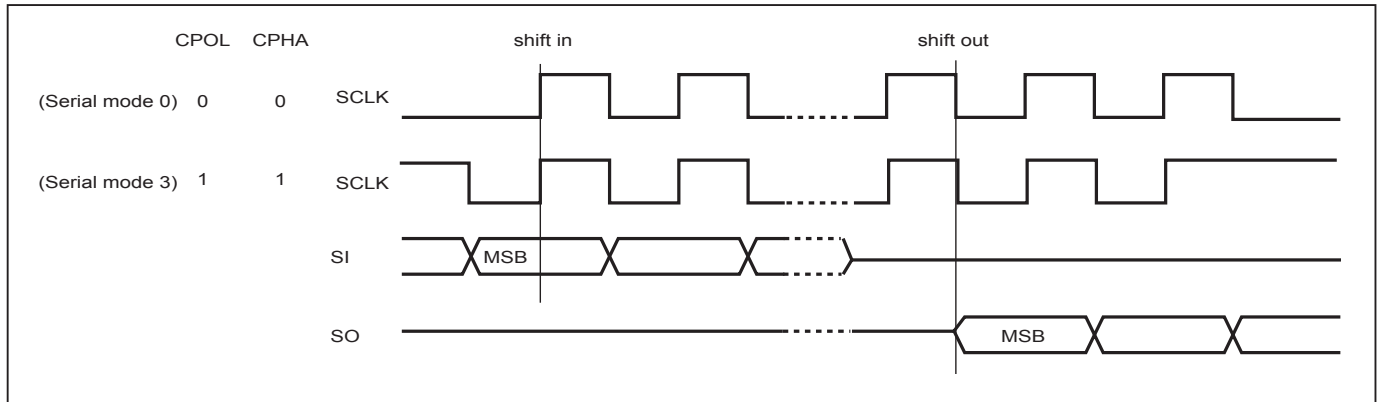 CPOL CPHA shift in shift out
(Serial mode 0) 0 0 SCLK
(Serial mode 3) 1 1 SCLK
SI MSB
SO MSB